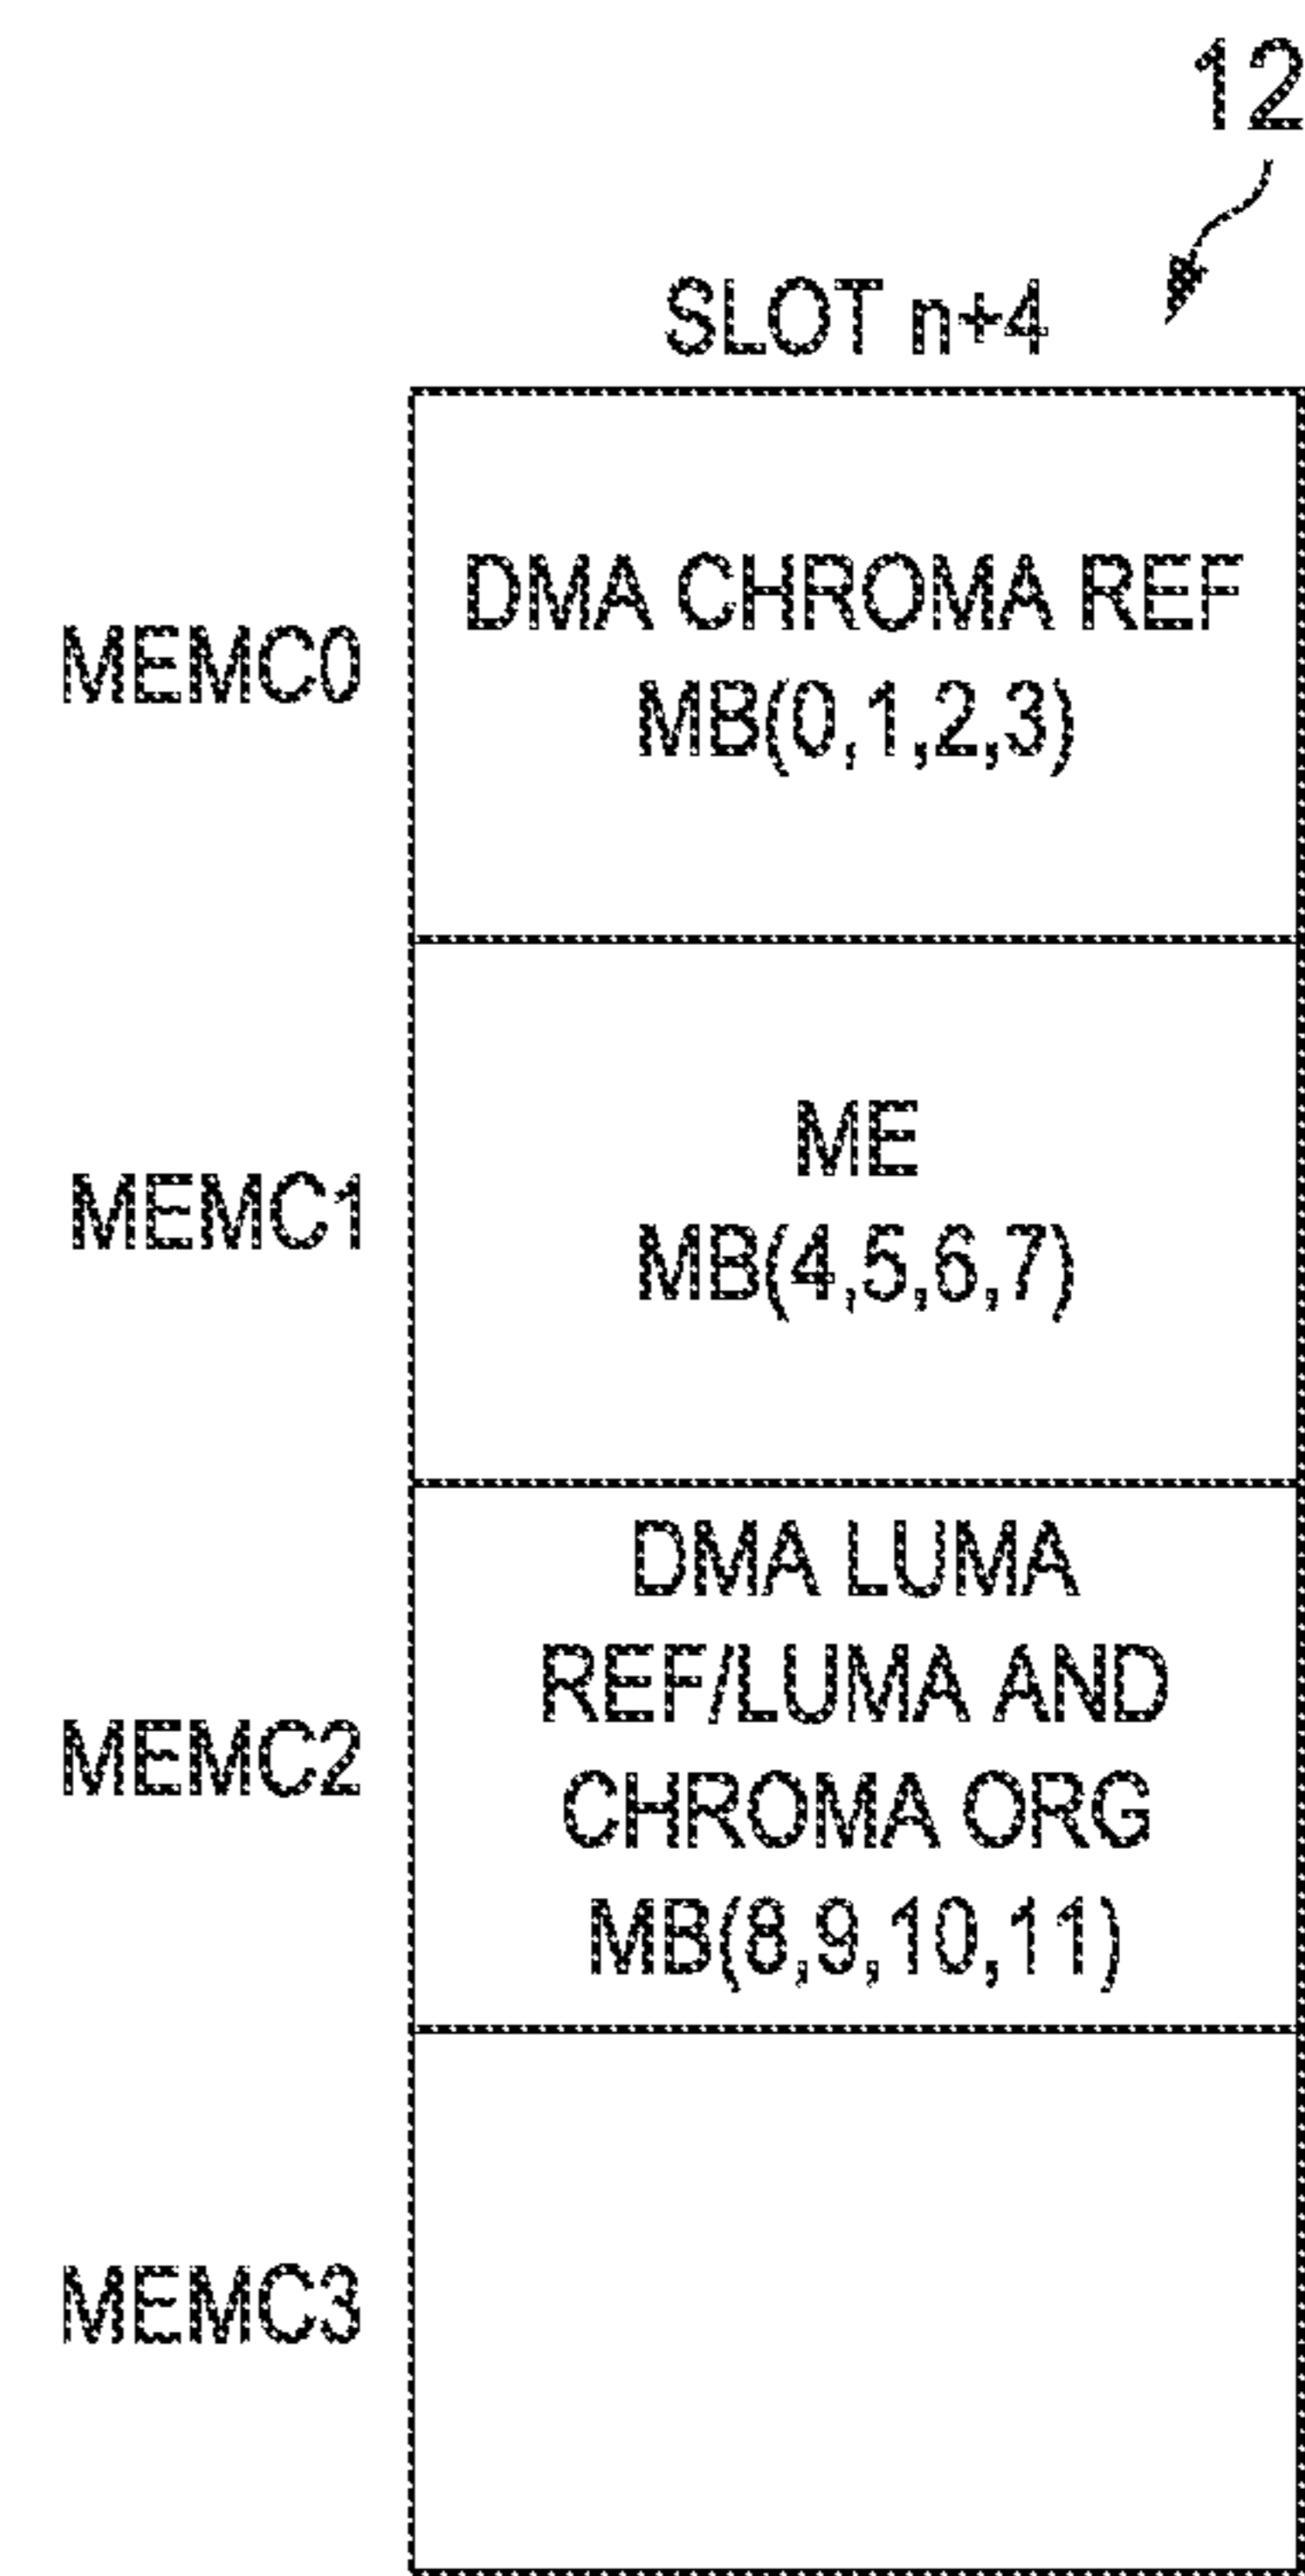 12
SLOT n+4
MEMC0
DMA CHROMA REF
MB(0,1,2,3)
MEMC1
ME
MB(4,5,6,7)
MEMC2
DMA LUMA
REF/LUMA AND
CHROMA ORG
MB(8,9,10,11)
MEMC3